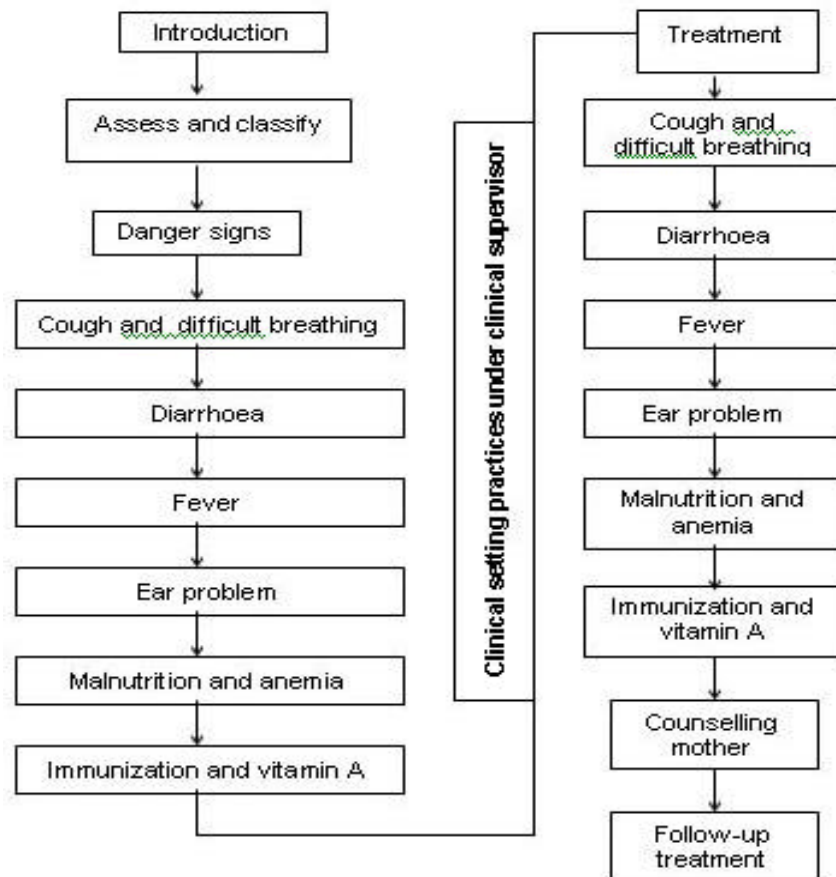 Introduction
Assess and classify
Danger signs
Cough and difficult breathing
Diarrhoea
Fever
Ear problem
Malnutrition and anemia
Immunization and vitamin A
Clinical setting practices under clinical supervisor
Treatment
Cough and
difficult breathing
Diarrhoea
Fever
Ear problem
Malnutrition and
anemia
Immunization and
vitamin A
Counselling
mother
Follow-up
treatment